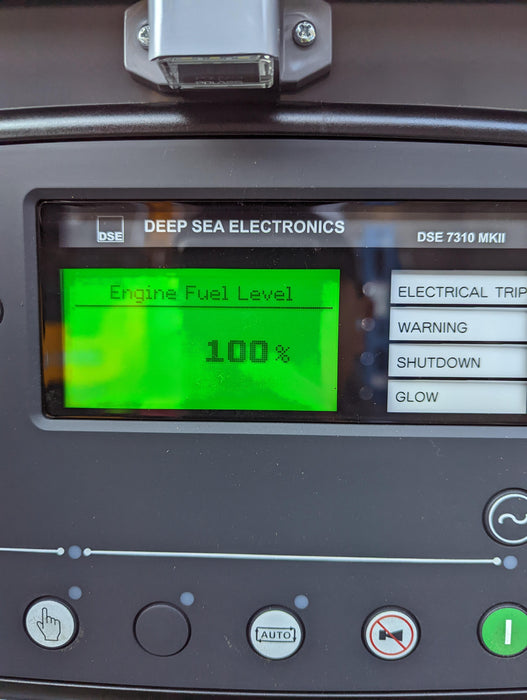 DSE
DEEP SEA ELECTRONICS
DSE 7310 MKII
Engine Fuel Level
100%
ELECTRICAL TRIP
WARNING
SHUTDOWN
GLOW
AUTO